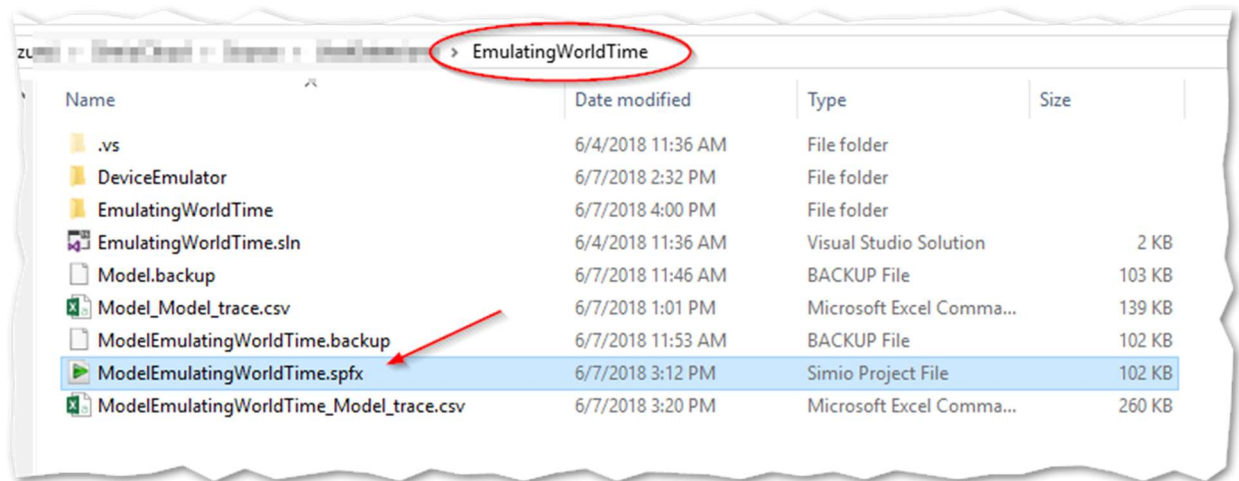 zu > EmulatingWorldTime
Name Date modified Type Size
.vs 6/4/2018 11:36 AM File folder
DeviceEmulator 6/7/2018 2:32 PM File folder
EmulatingWorldTime 6/7/2018 4:00 PM File folder
EmulatingWorldTime.sln 6/4/2018 11:36 AM Visual Studio Solution 2 KB
Model.backup 6/7/2018 11:46 AM BACKUP File 103 KB
Model_Model_trace.csv 6/7/2018 1:01 PM Microsoft Excel Comma... 139 KB
ModelEmulatingWorldTime.backup 6/7/2018 11:53 AM BACKUP File 102 KB
ModelEmulatingWorldTime.spfx 6/7/2018 3:12 PM Simio Project File 102 KB
ModelEmulatingWorldTime_Model_trace.csv 6/7/2018 3:20 PM Microsoft Excel Comma... 260 KB